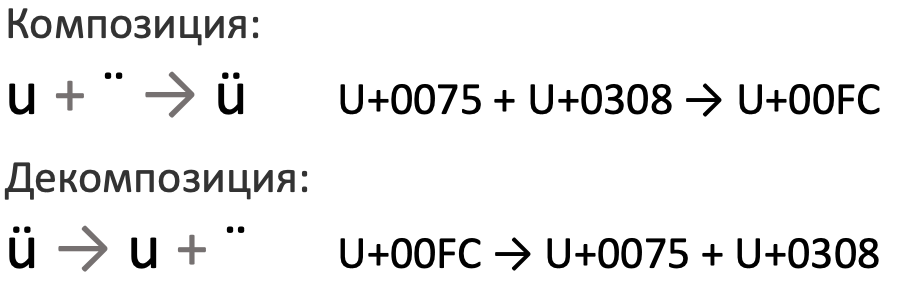 Композиция:
u + ¨ → ü U+0075 + U+0308 → U+00FC
Декомпозиция:
ü → u + ¨ U+00FC → U+0075 + U+0308